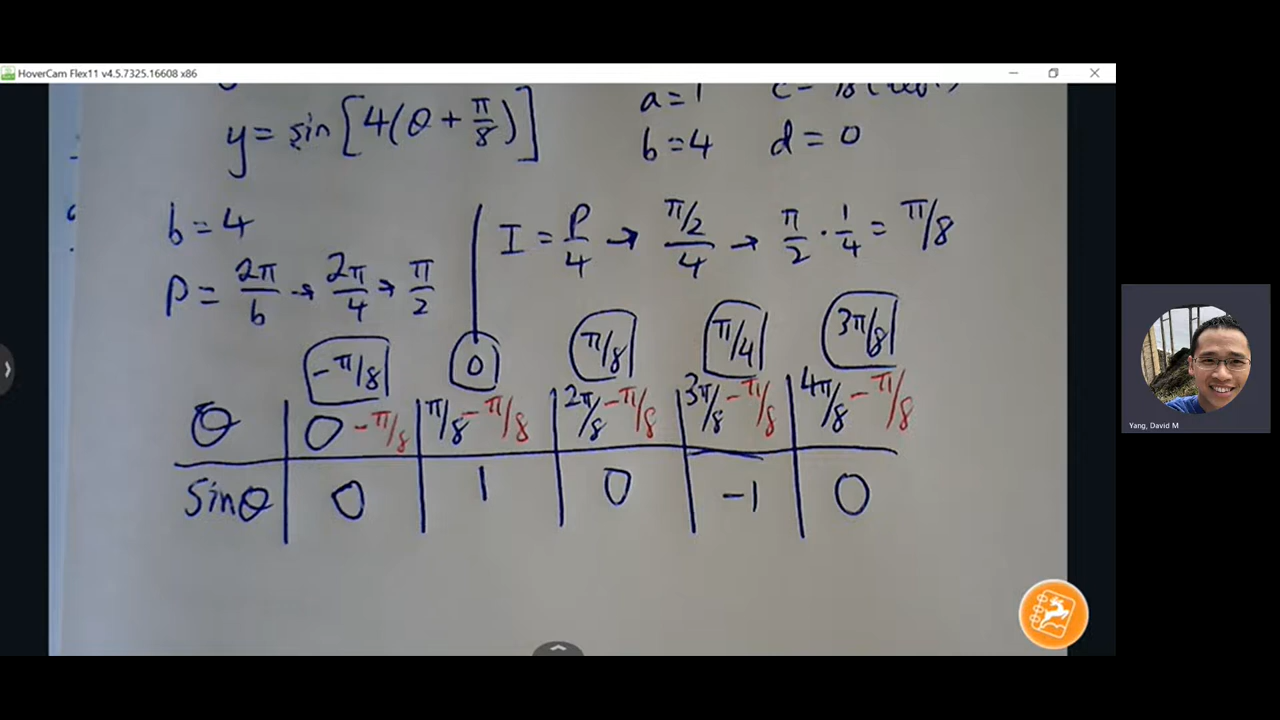 HoverCam Flex11 v4.5.7325.16608 x86
y = sin[4(θ + π/8)]
a = 1
b = 4 d = 0
b = 4
P = 2π/b → 2π/4 → π/2
I = P/4 → π/2/4 → π/2 · 1/4 = π/8
-π/8 0 π/8 π/4 3π/8
θ 0 -π/8 π/8 -π/8 2π/8 -π/8 3π/8 -π/8 4π/8 -π/8
sinθ 0 1 0 -1 0
Yang, David M